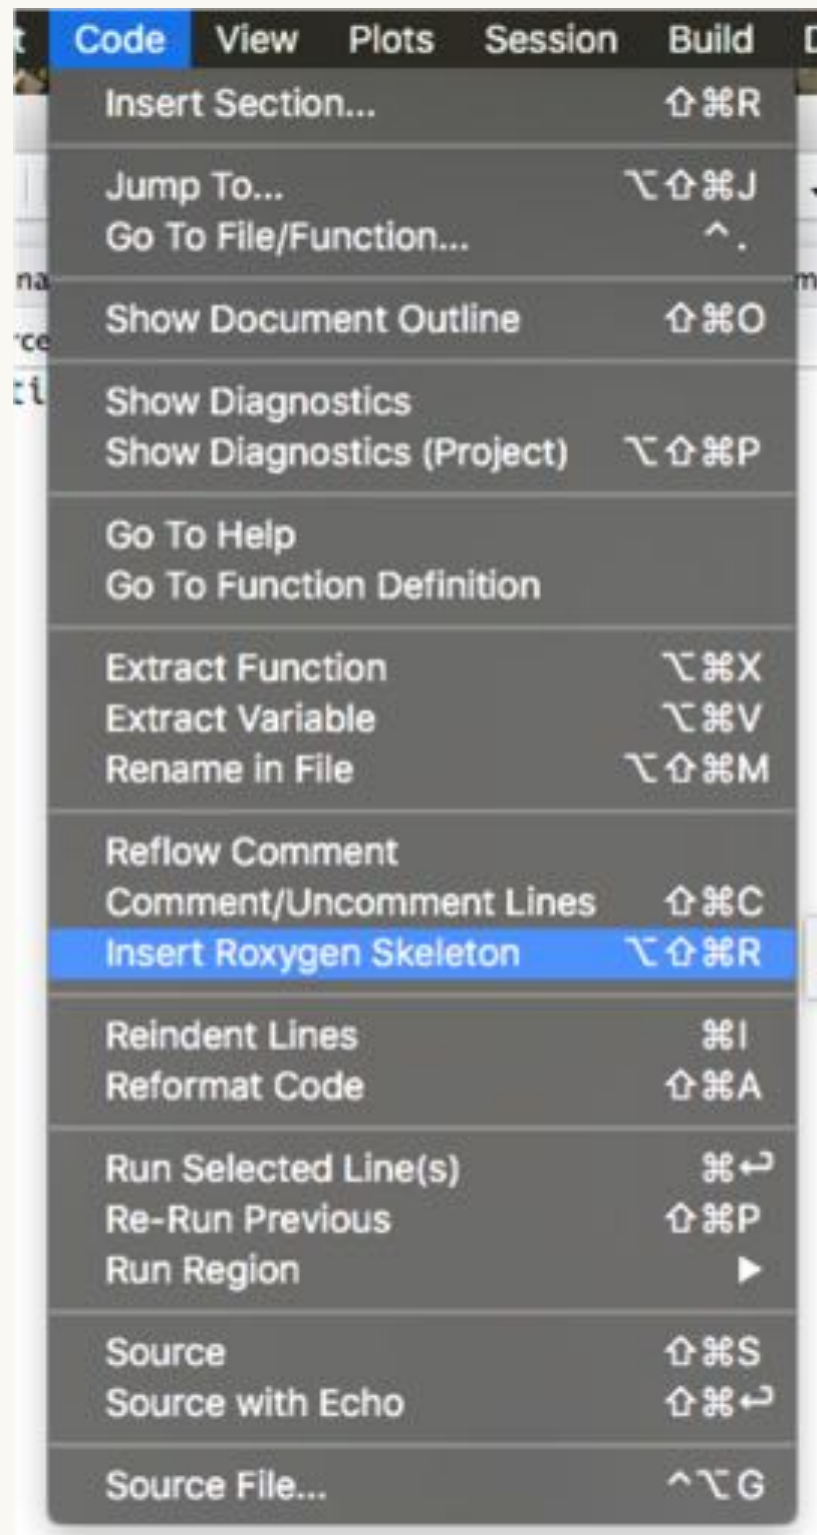 Code View Plots Session Build
Insert Section... ⇧⌘R
Jump To... ⌥⇧⌘J
Go To File/Function... ^.
Show Document Outline ⇧⌘O
Show Diagnostics
Show Diagnostics (Project) ⌥⇧⌘P
Go To Help
Go To Function Definition
Extract Function ⌥⌘X
Extract Variable ⌥⌘V
Rename in File ⌥⇧⌘M
Reflow Comment
Comment/Uncomment Lines ⇧⌘C
Insert Roxygen Skeleton ⌥⇧⌘R
Reindent Lines ⌘I
Reformat Code ⇧⌘A
Run Selected Line(s) ⌘↩
Re-Run Previous ⇧⌘P
Run Region ▶
Source ⇧⌘S
Source with Echo ⇧⌘↩
Source File... ^⌥G